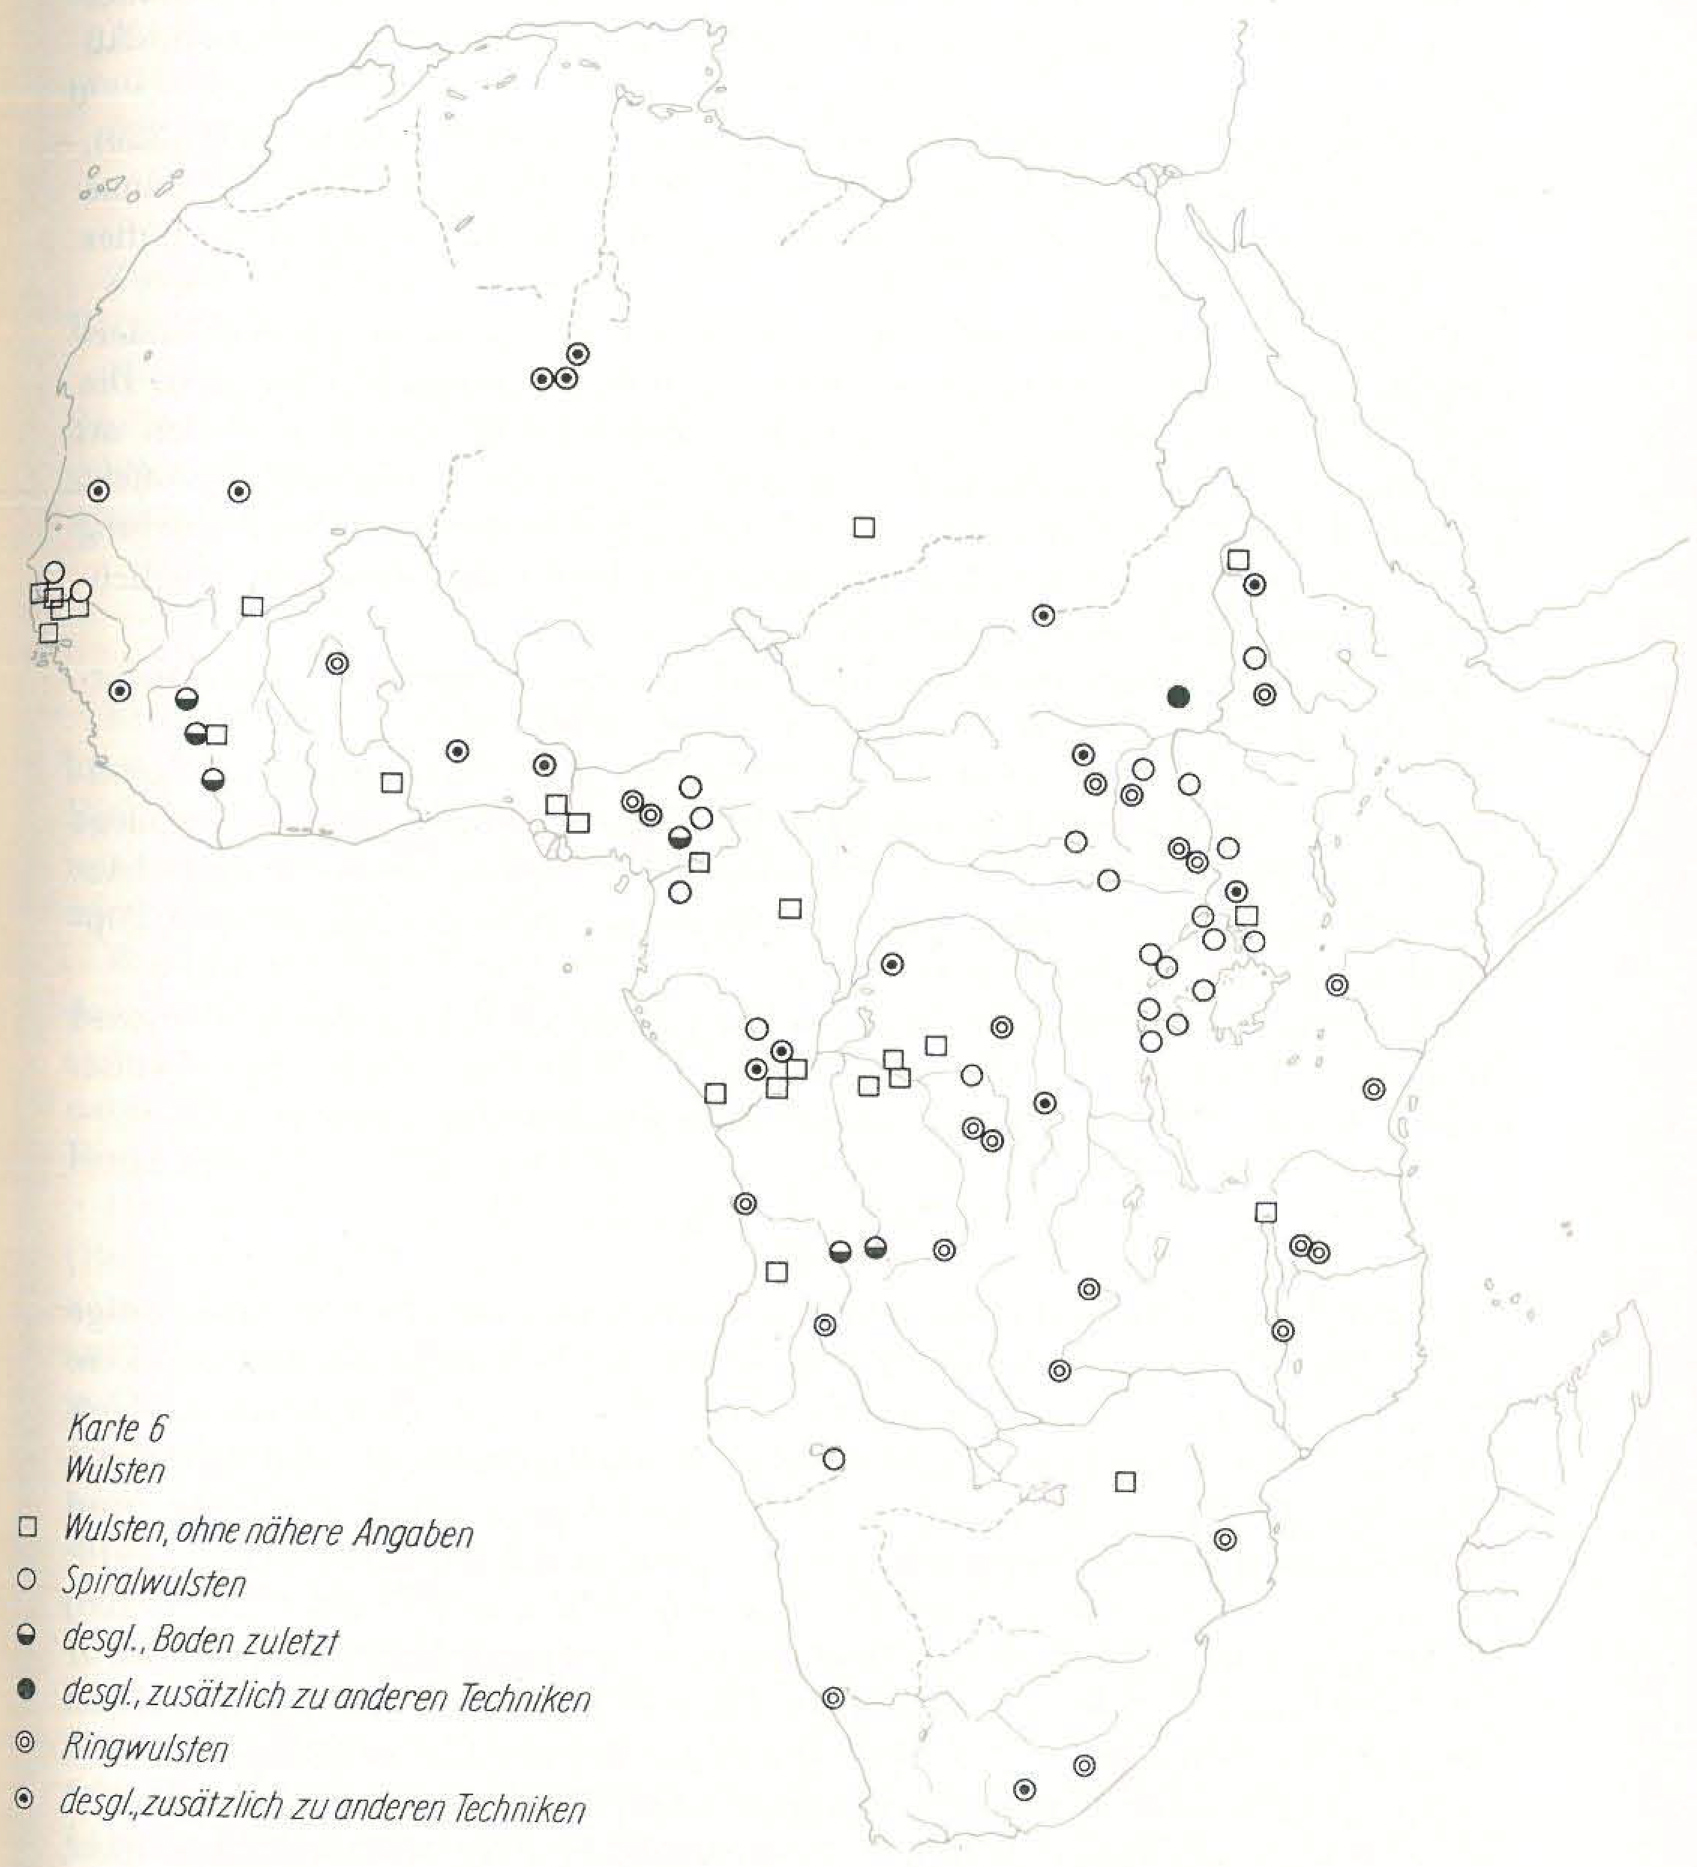 Karte 6
Wulsten
Wulsten, ohne nähere Angaben
Spiralwulsten
desgl., Boden zuletzt
desgl., zusätzlich zu anderen Techniken
Ringwulsten
desgl., zusätzlich zu anderen Techniken